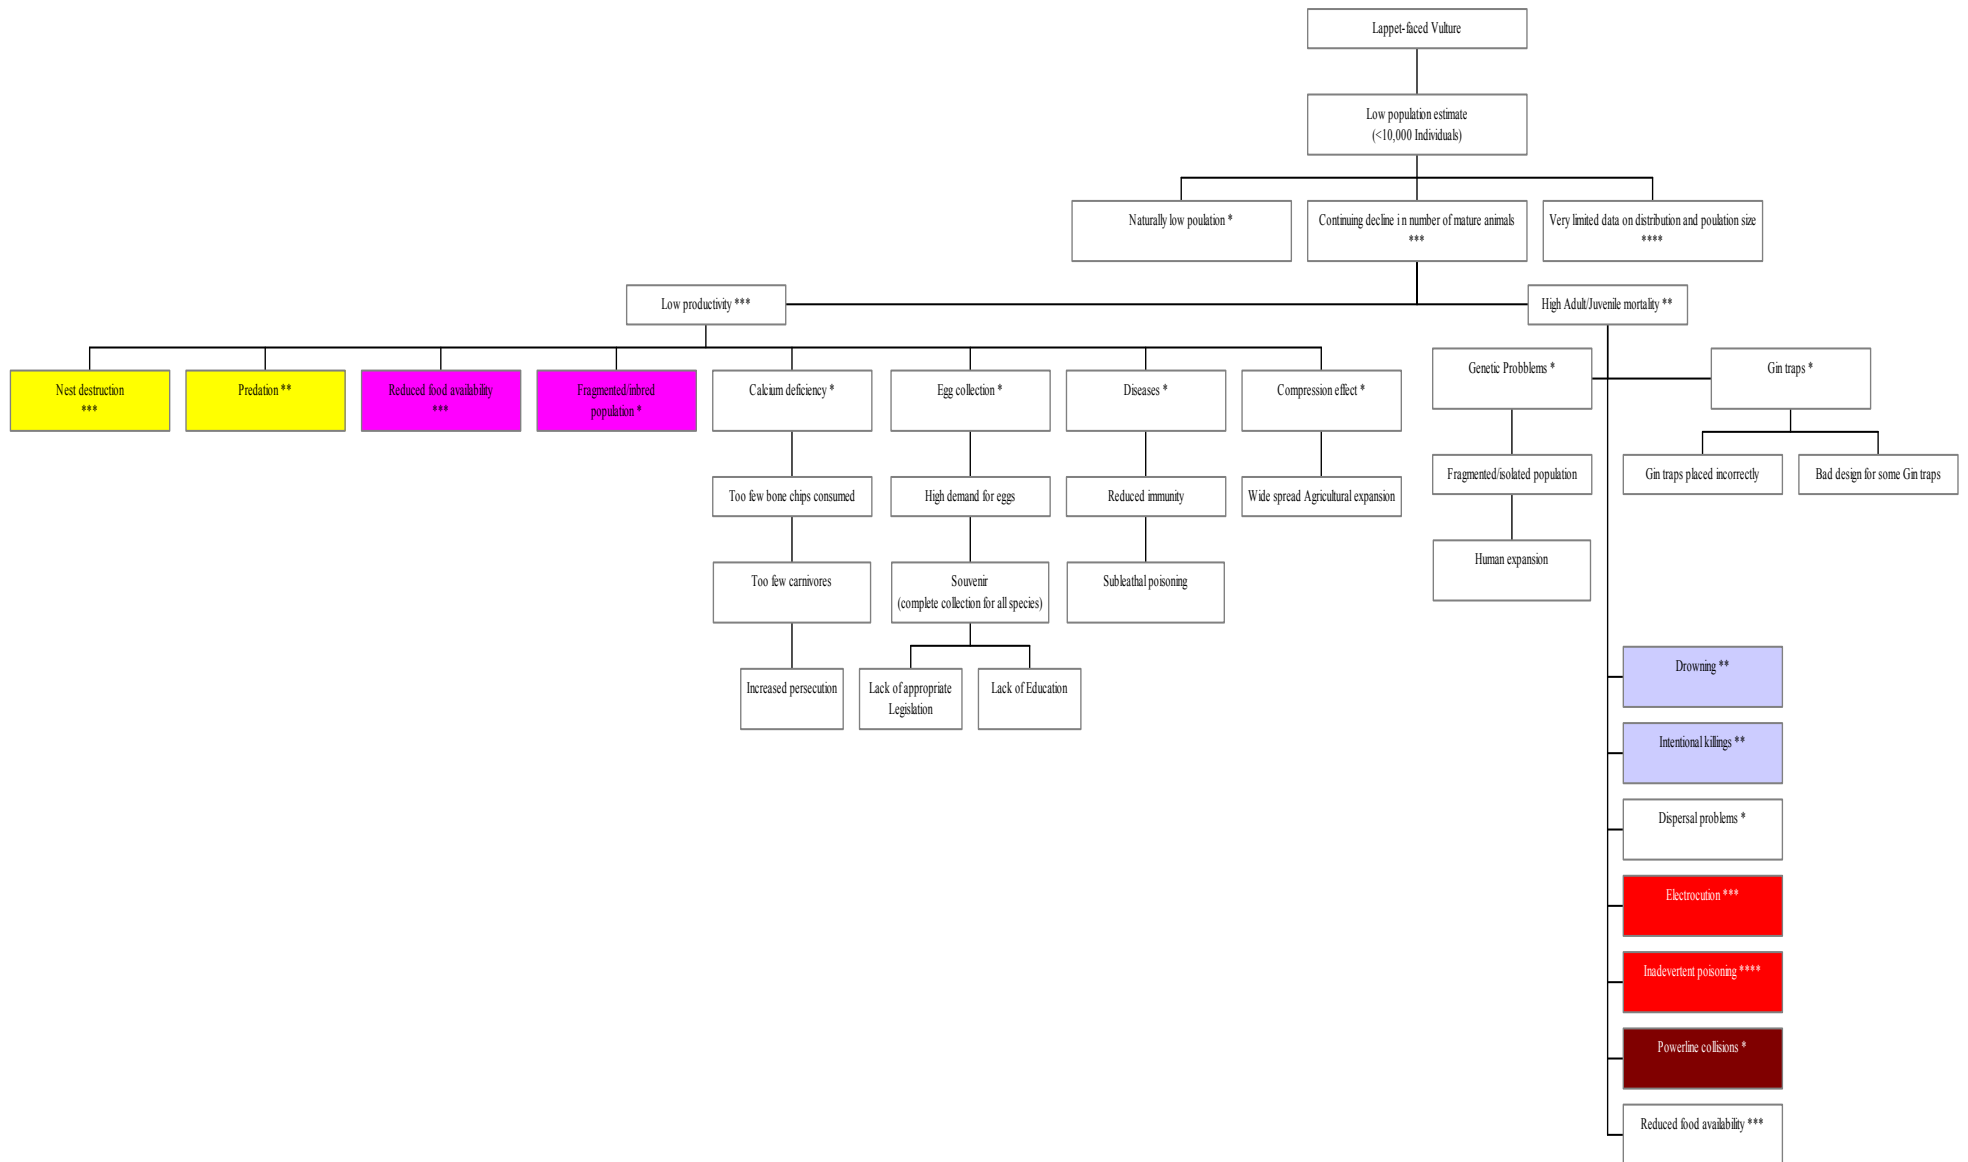 Lappet-faced Vulture
Low population estimate
(<10,000 Individuals)
Naturally low poulation *
Continuing decline i n number of mature animals
***
Very limited data on distribution and poulation size
****
Low productivity ***
High Adult/Juvenile mortality **
Nest destruction
***
Predation **
Reduced food availability
***
Fragmented/inbred
population *
Calcium deficiency *
Egg collection *
Diseases *
Compression effect *
Genetic Probblems *
Gin traps *
Too few bone chips consumed
High demand for eggs
Reduced immunity
Wide spread Agricultural expansion
Fragmented/isolated population
Gin traps placed incorrectly
Bad design for some Gin traps
Too few carnivores
Souvenir
(complete collection for all species)
Subleathal poisoning
Human expansion
Increased persecution
Lack of appropriate
Legislation
Lack of Education
Drowning **
Intentional killings **
Dispersal problems *
Electrocution ***
Inadevertent poisoning ****
Powerline collisions *
Reduced food availability ***